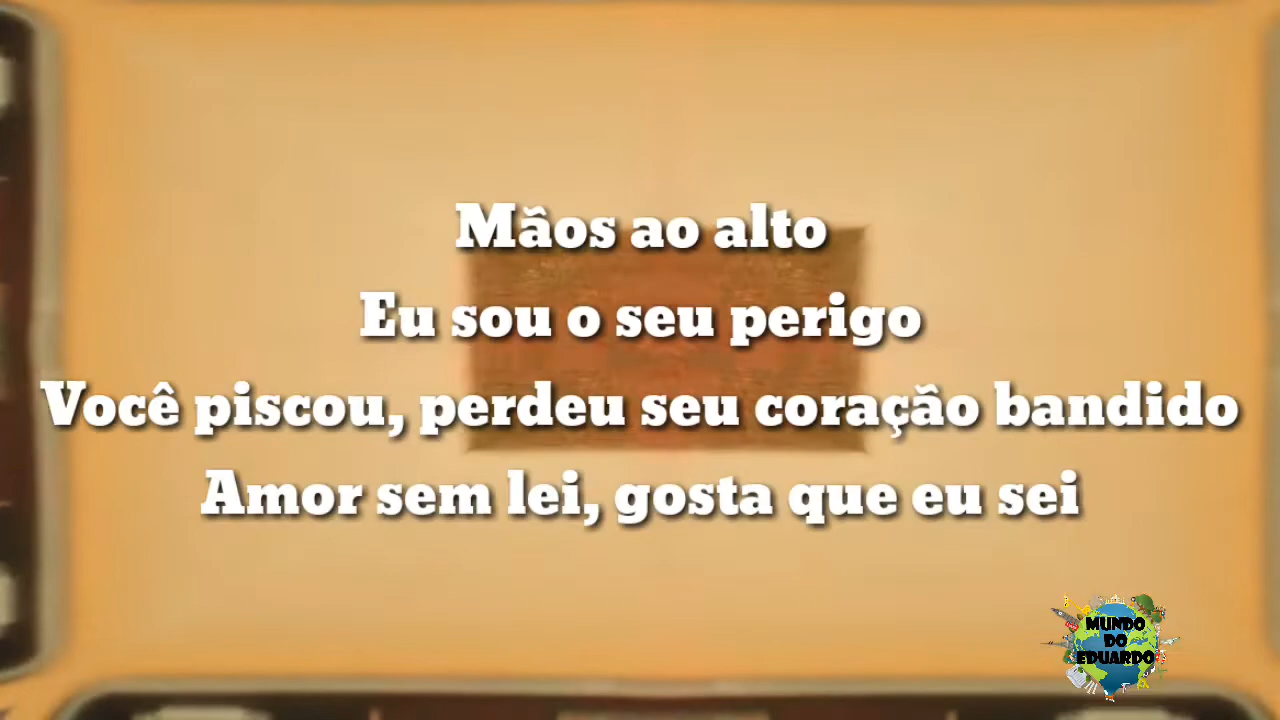 Mãos ao alto
Eu sou o seu perigo
Você piscou, perdeu seu coração bandido
Amor sem lei, gosta que eu sei
MUNDO
DO
EDUARDO